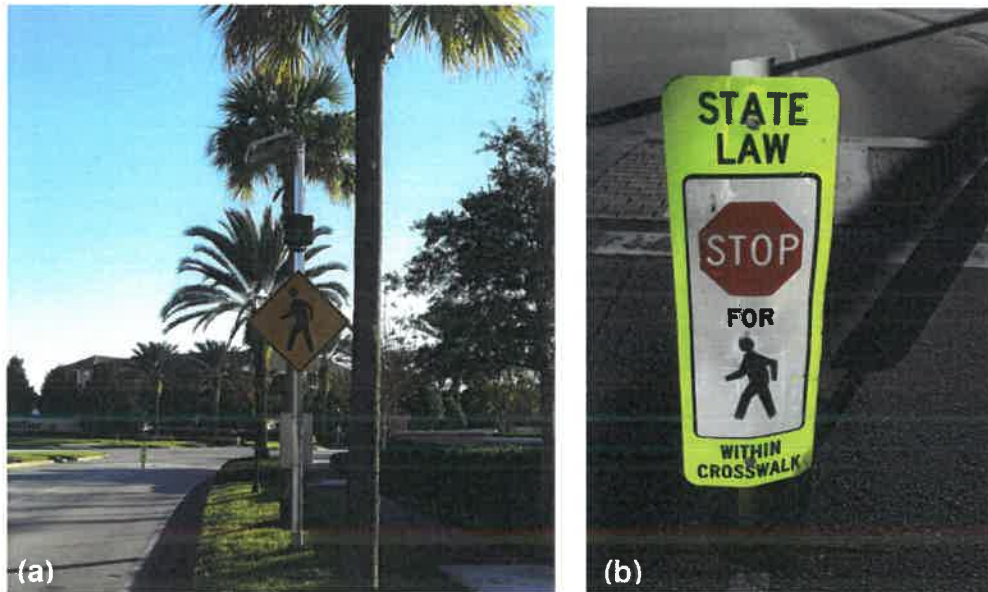 STATE
LAW
STOP
FOR
WITHIN
CROSSWALK
(a)
(b)